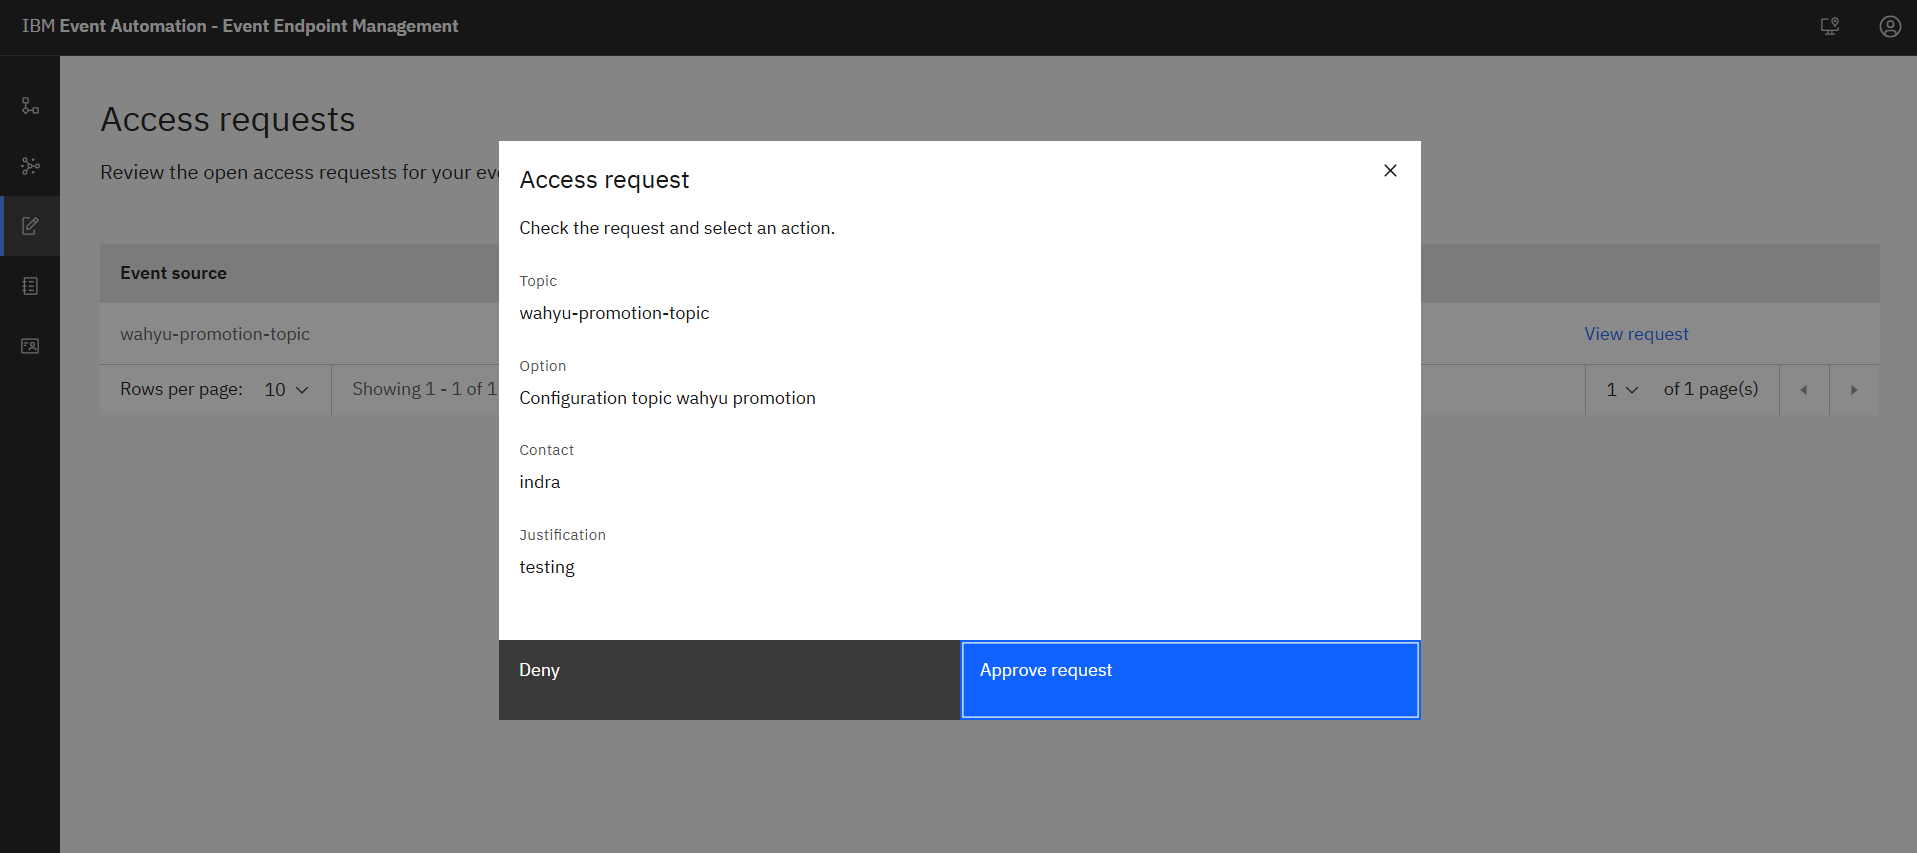 IBM Event Automation - Event Endpoint Management
Access requests
Review the open access requests for your
Event source
wahyu-promotion-topic
View request
Rows per page: 10
Showing 1 - 1 of 1
1 of 1 page(s)
Access request
Check the request and select an action.
Topic
wahyu-promotion-topic
Option
Configuration topic wahyu promotion
Contact
indra
Justification
testing
Deny
Approve request